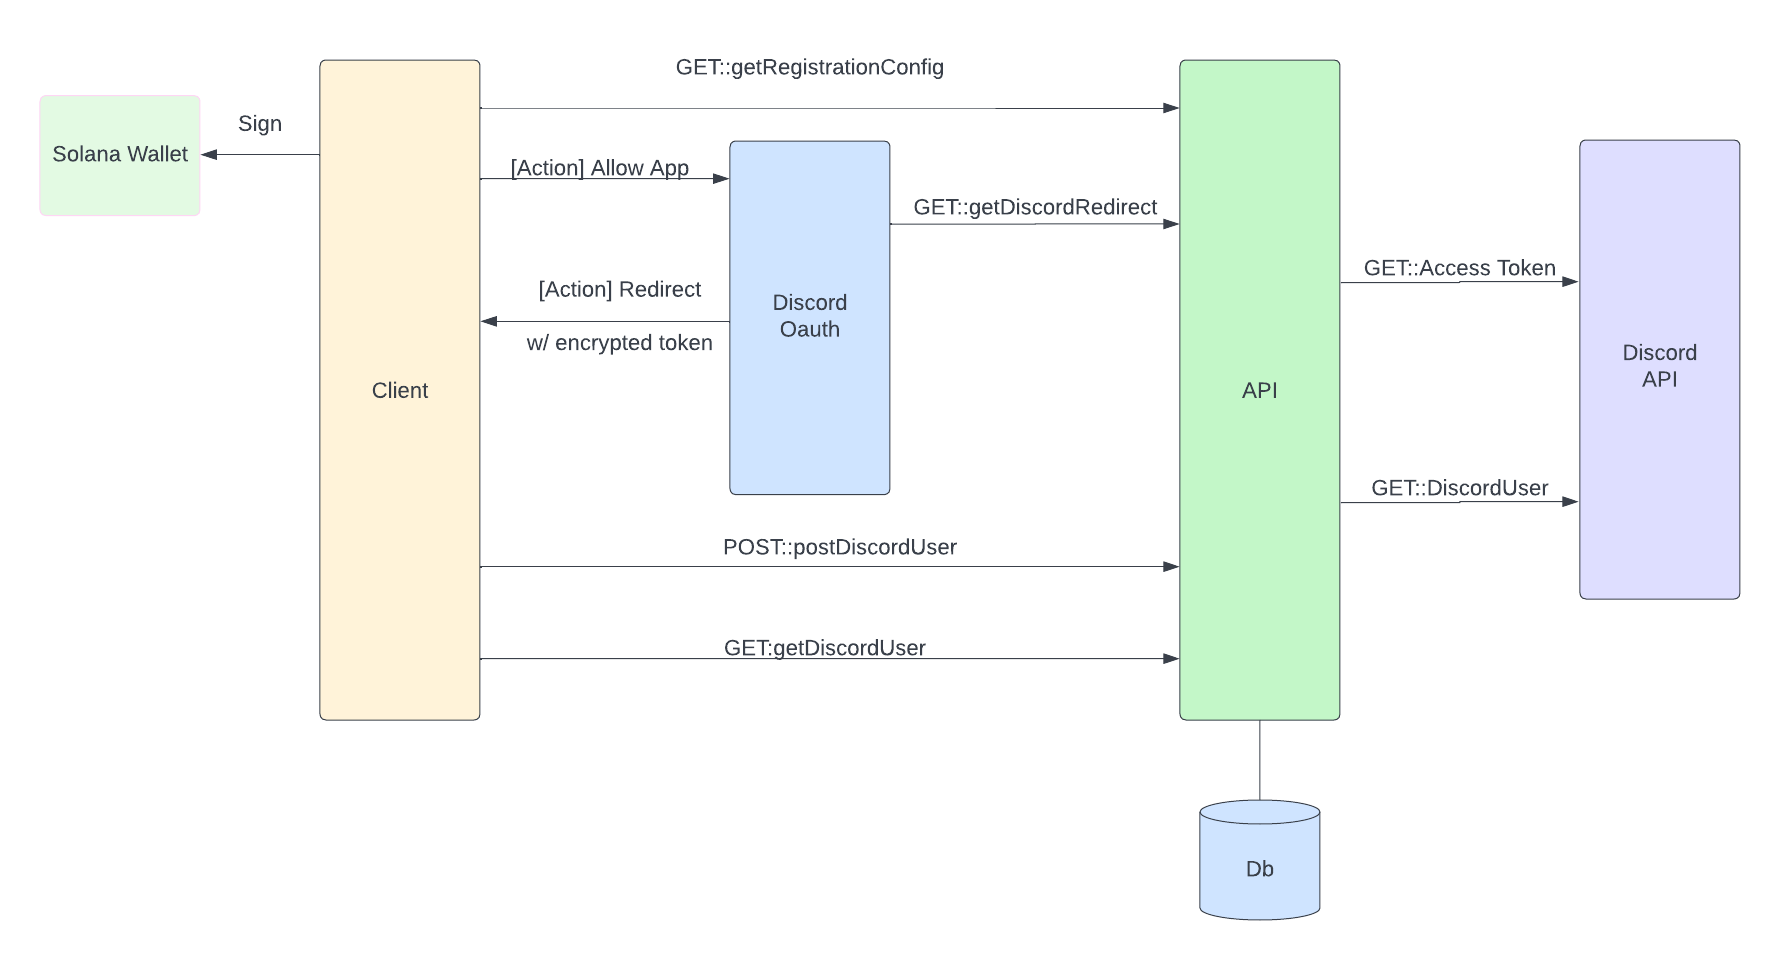 GET::getRegistrationConfig
Sign
Solana Wallet
[Action] Allow App
GET::getDiscordRedirect
GET::Access Token
[Action] Redirect
w/ encrypted token
Discord
Oauth
Discord
API
Client
API
GET::DiscordUser
POST::postDiscordUser
GET:getDiscordUser
Db